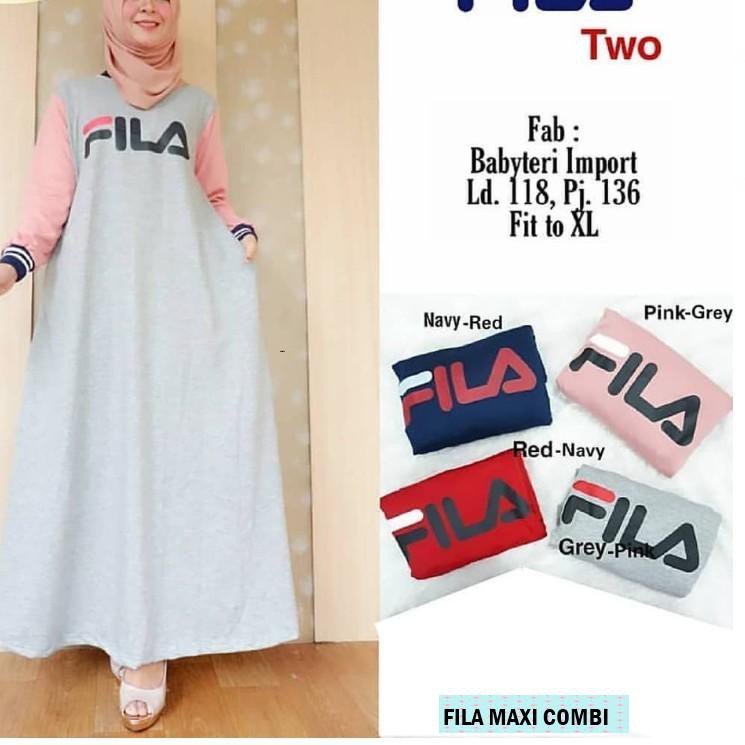 FILA
Two
Fab :
Babyteri Import
Ld. 118, Pj. 136
Fit to XL
Navy-Red
Pink-Grey
FILA
FILA
Red-Navy
FILA
FILA
Grey-Pink
FILA MAXI COMBI